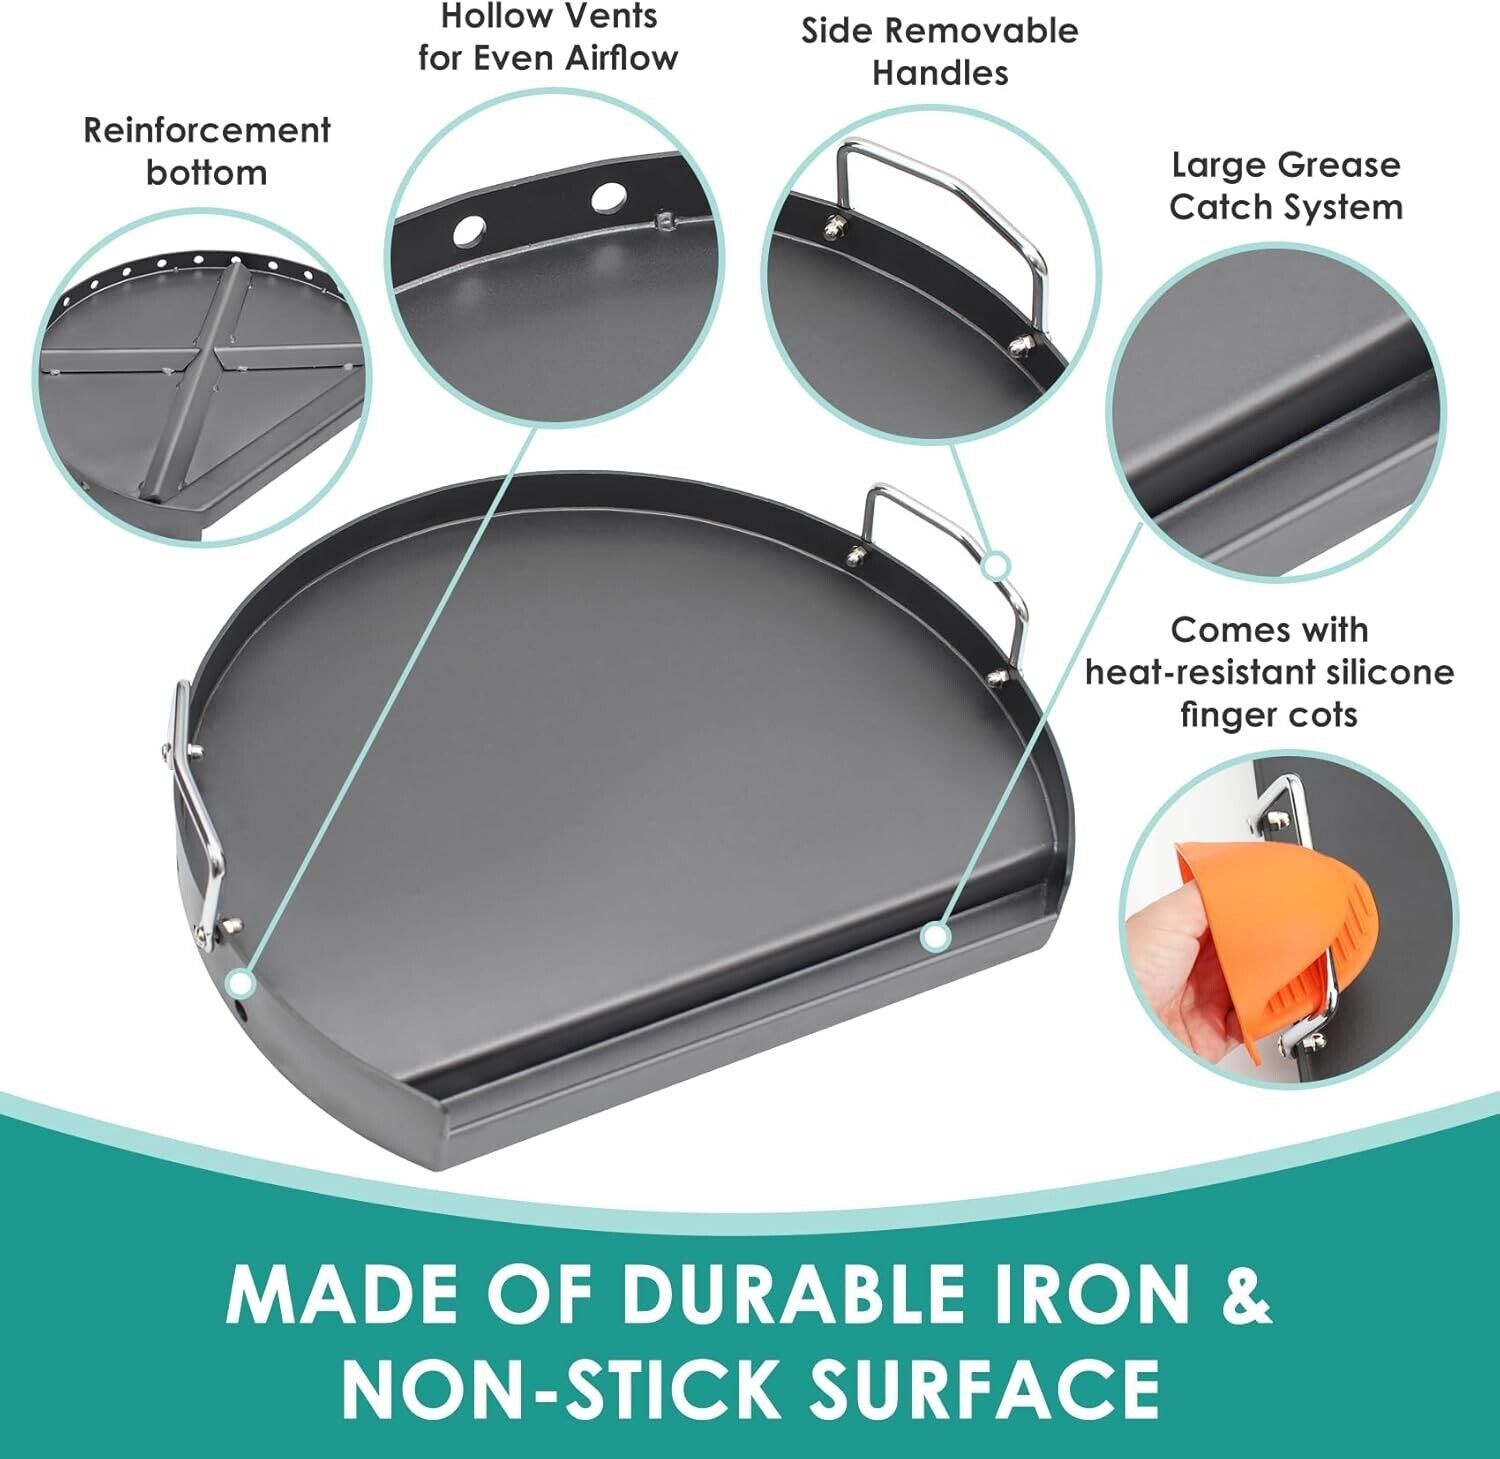 Hollow Vents
for Even Airflow
Side Removable
Handles
Reinforcement
bottom
Large Grease
Catch System
Comes with
heat-resistant silicone
finger cots
MADE OF DURABLE IRON &
NON-STICK SURFACE